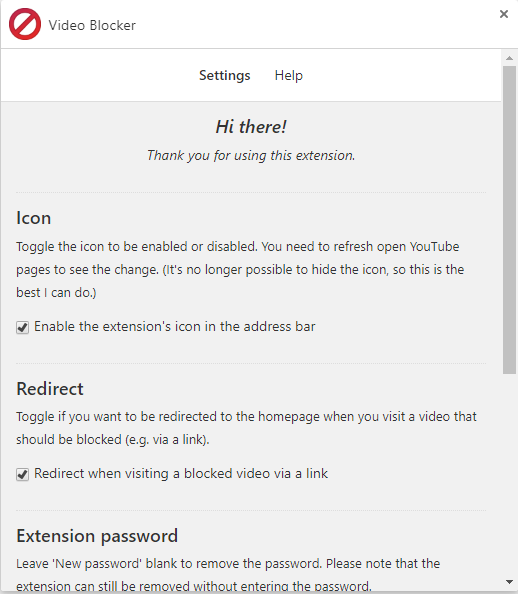 Video Blocker
Settings Help
Hi there!
Thank you for using this extension.
Icon
Toggle the icon to be enabled or disabled. You need to refresh open YouTube
pages to see the change. (It's no longer possible to hide the icon, so this is the
best I can do.)
Enable the extension's icon in the address bar
Redirect
Toggle if you want to be redirected to the homepage when you visit a video that
should be blocked (e.g. via a link).
Redirect when visiting a blocked video via a link
Extension password
Leave 'New password' blank to remove the password. Please note that the
extension can still be removed without entering the password.